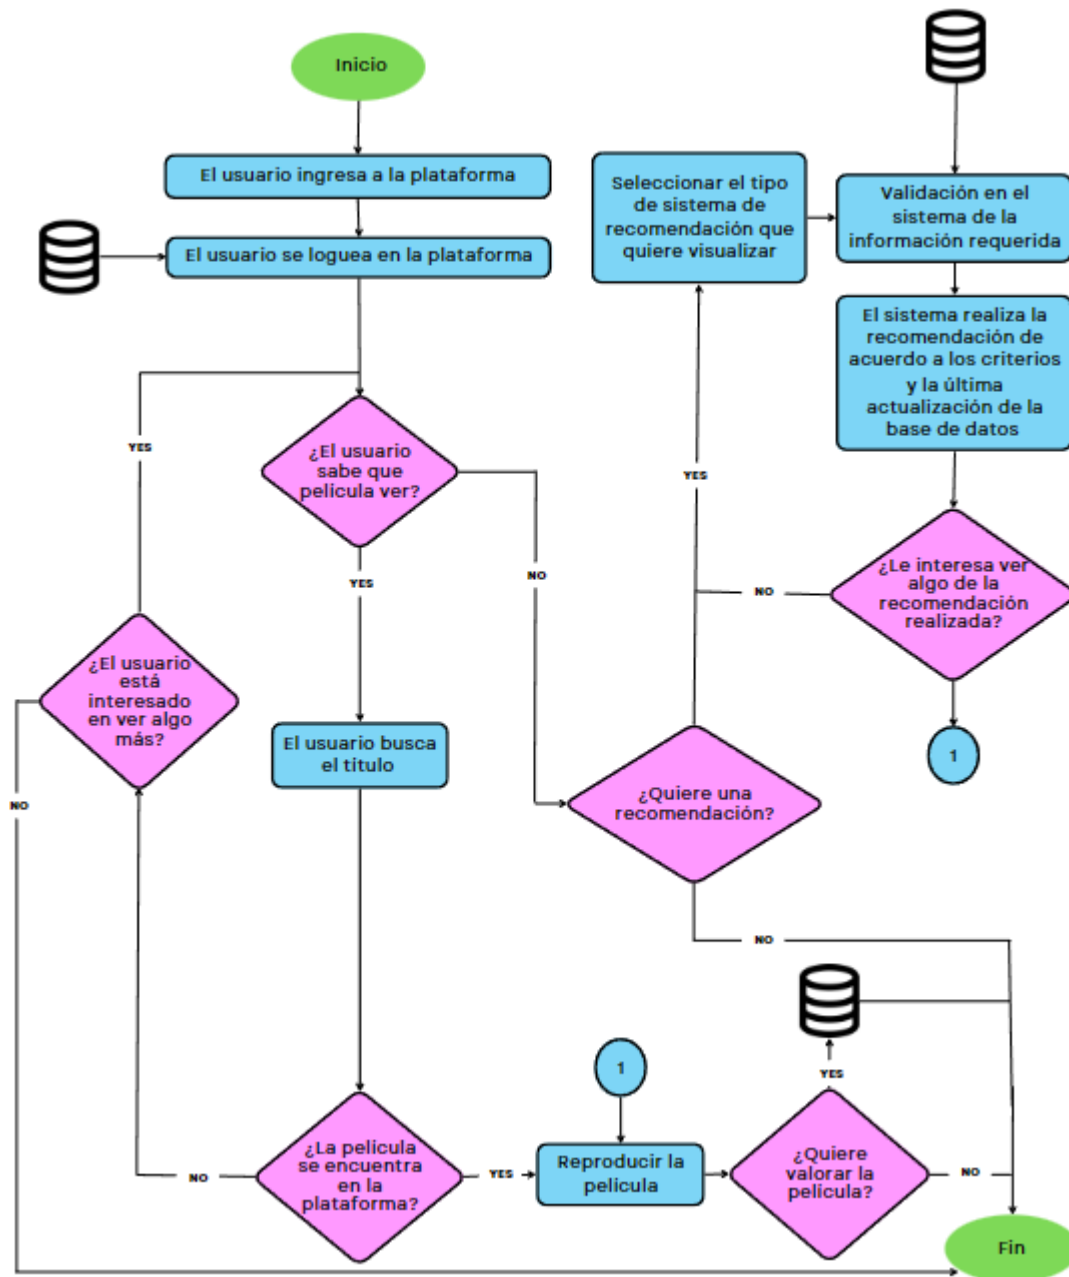 Inicio
El usuario ingresa a la plataforma
El usuario se loguea en la plataforma
Seleccionar el tipo
de sistema de
recomendación que
quiere visualizar
Validación en el
sistema de la
información requerida
El sistema realiza la
recomendación de
acuerdo a los criterios
y la última
actualización de la
base de datos
YES
¿El usuario
sabe que
pelicula ver?
YES
NO
YES
¿Le interesa ver
algo de la
recomendación
realizada?
NO
1
¿El usuario
está
interesado
en ver algo
más?
NO
El usuario busca
el titulo
¿Quiere una
recomendación?
NO
1
YES
¿La pelicula
se encuentra
en la
plataforma?
NO
YES
Reproducir la
pelicula
¿Quiere
valorar la
pelicula?
NO
Fin